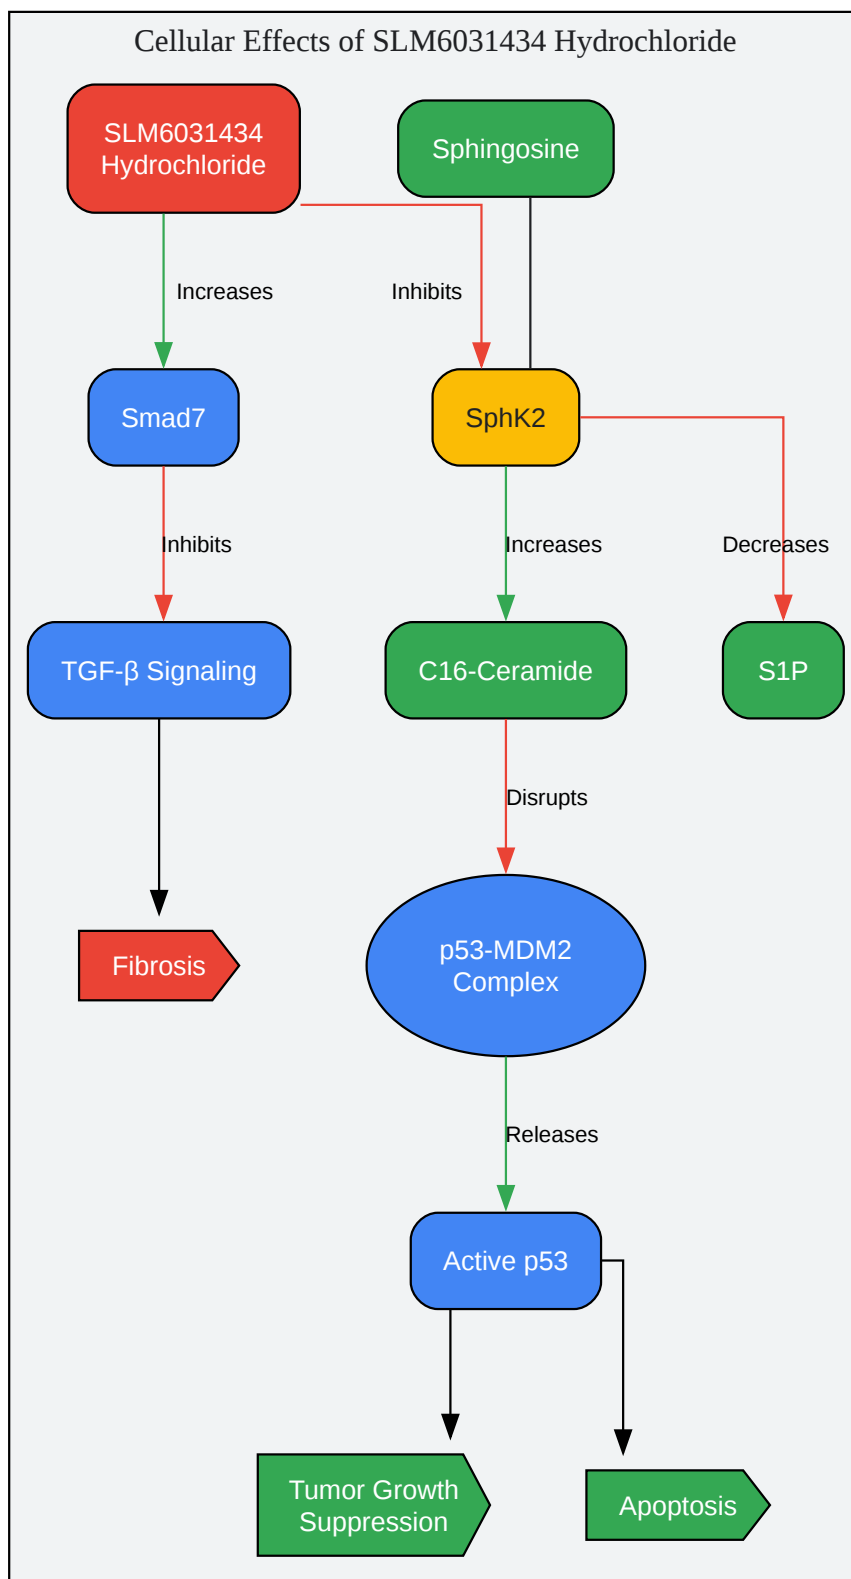 Cellular Effects of SLM6031434 Hydrochloride
SLM6031434
Hydrochloride
Sphingosine
Increases
Inhibits
Smad7
SphK2
Inhibits
Increases
Decreases
TGF-β Signaling
C16-Ceramide
S1P
Disrupts
Fibrosis
p53-MDM2
Complex
Releases
Active p53
Tumor Growth
Suppression
Apoptosis